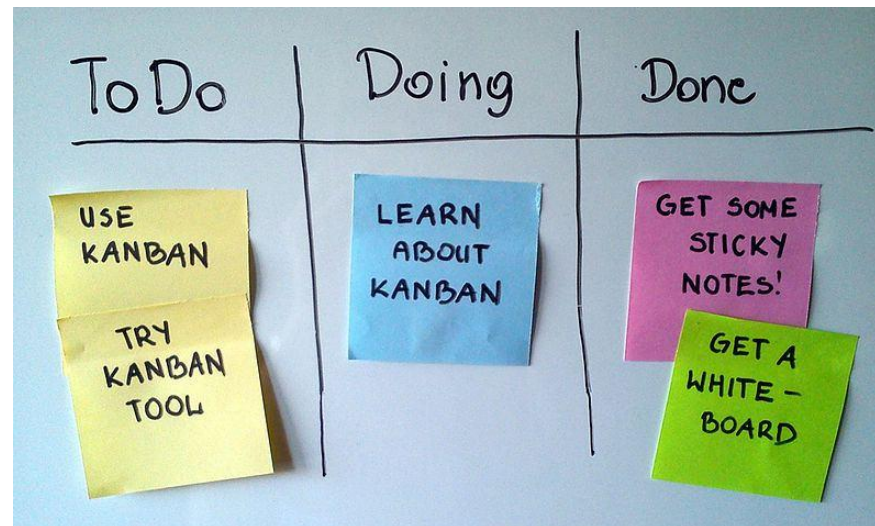 To Do
Doing
Done
USE
KANBAN
TRY
KANBAN
TOOL
LEARN
ABOUT
KANBAN
GET SOME
STICKY
NOTES!
GET A
WHITE -
BOARD